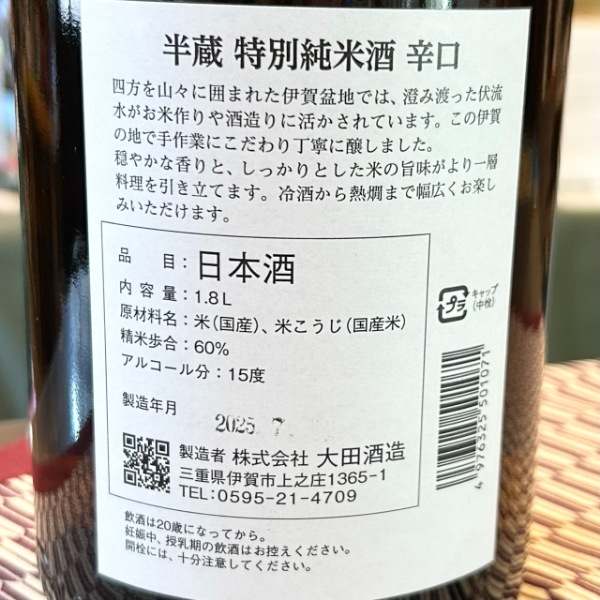 半蔵 特別純米酒 辛口
四方を山々に囲まれた伊賀盆地では、澄み渡った伏流
水がお米作りや酒造りに活かされています。この伊賀
の地で手作業にこだわり丁寧に醸しました。
穏やかな香りと、しっかりとした米の旨味がより一層
料理を引き立てます。冷酒から熱燗まで幅広くお楽し
みいただけます。
品 目：日本酒
内 容 量：1.8L
原材料名：米（国産）、米こうじ（国産米）
精米歩合：60%
アルコール分：15度
製造年月 2025 7
製造者 株式会社 大田酒造
三重県伊賀市上之庄1365-1
TEL：0595-21-4709
プラ キャップ
（中栓）
4 976325 501071
飲酒は20歳になってから。
妊娠中、授乳期の飲酒はお控えください。
開栓には、十分注意してください。